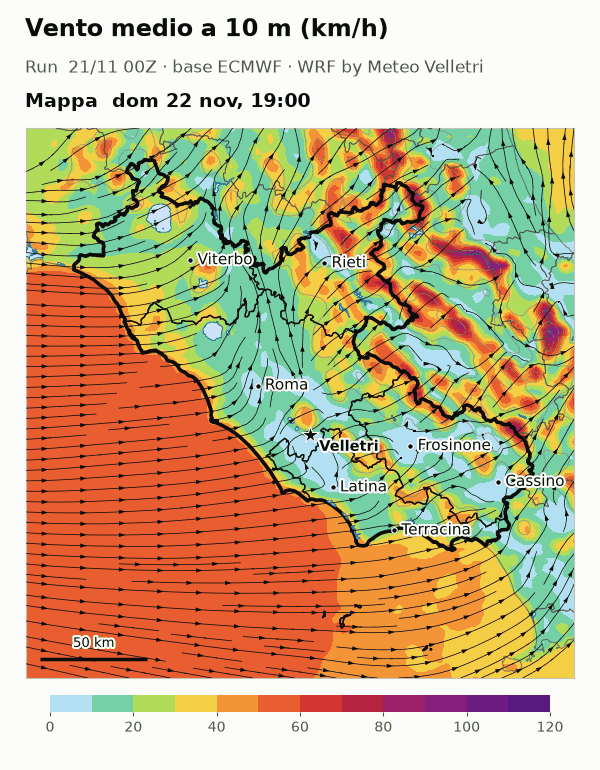 Vento medio a 10 m (km/h)
Run  21/11 00Z · base ECMWF · WRF by Meteo Velletri
Mappa  dom 22 nov, 19:00
Viterbo
Rieti
Roma
Velletri
Frosinone
Latina
Cassino
Terracina
50 km
0 20 40 60 80 100 120